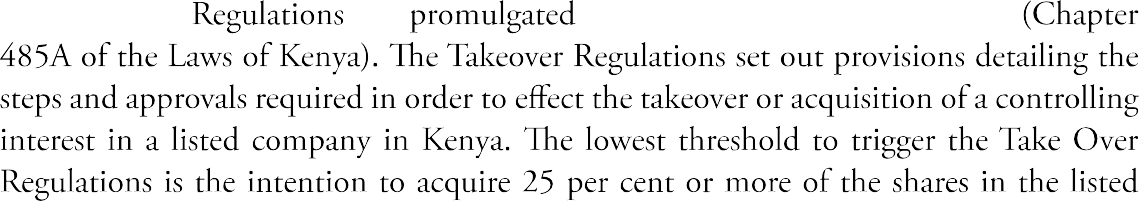 Regulations promulgated (Chapter
485A of the Laws of Kenya). The Takeover Regulations set out provisions detailing the
steps and approvals required in order to effect the takeover or acquisition of a controlling
interest in a listed company in Kenya. The lowest threshold to trigger the Take Over
Regulations is the intention to acquire 25 per cent or more of the shares in the listed